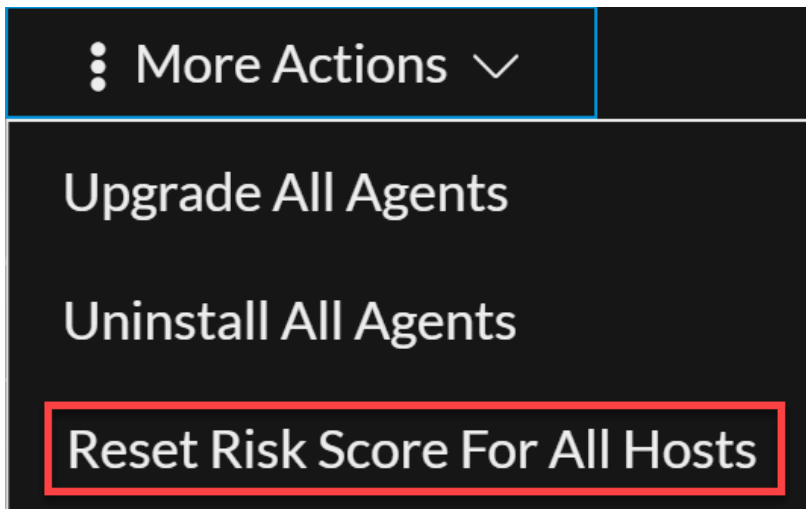 More Actions
Upgrade All Agents
Uninstall All Agents
Reset Risk Score For All Hosts